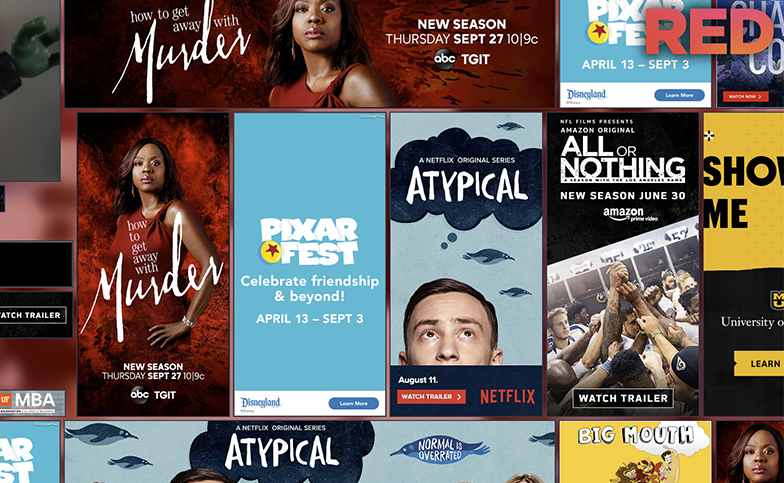 how to get
away with
Murder
NEW SEASON
THURSDAY SEPT 27 10|9c
abc TGIT
APRIL 13 – SEPT 3
Disneyland
©Disney
Learn More
RED
WATCH NOW
how
to
get
away
with
Murder
NEW SEASON
THURSDAY SEPT 27 10|9c
abc TGIT
PIXAR
FEST
Celebrate friendship
& beyond!
APRIL 13 – SEPT 3
Disneyland
©Disney
Learn More
A NETFLIX ORIGINAL SERIES
ATYPICAL
August 11.
WATCH TRAILER
NETFLIX
NFL FILMS PRESENTS
AMAZON ORIGINAL
ALL OR
NOTHING
A SEASON WITH THE LOS ANGELES RAMS
NEW SEASON JUNE 30
amazon
prime video
WATCH TRAILER
SHOW
ME
University o
LEARN
WATCH TRAILER
UF MBA
A NETFLIX ORIGINAL SERIES
ATYPICAL
NORMAL IS
OVERRATED
BIG MOUTH